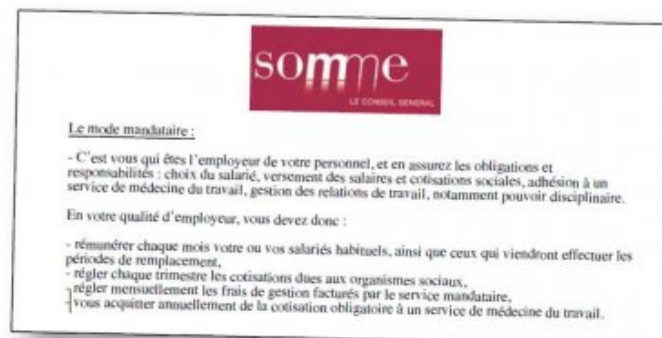 somme
LE CONSEIL GENERAL
Le mode mandataire :
- C'est vous qui êtes l'employeur de votre personnel, et en assurez les obligations et
responsabilités : choix du salarié, versement des salaires et cotisations sociales, adhésion à un
service de médecine du travail, gestion des relations de travail, notamment pouvoir disciplinaire.
En votre qualité d'employeur, vous devez donc :
- rémunérer chaque mois votre ou vos salariés habituels, ainsi que ceux qui viendront effectuer les
périodes de remplacement,
- régler chaque trimestre les cotisations dues aux organismes sociaux,
- régler mensuellement les frais de gestion facturés par le service mandataire,
- vous acquitter annuellement de la cotisation obligatoire à un service de médecine du travail.